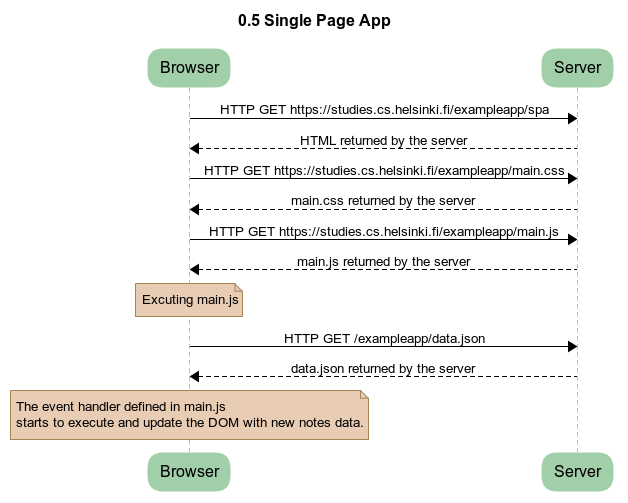 0.5 Single Page App
Browser
Server
HTTP GET https://studies.cs.helsinki.fi/exampleapp/spa
HTML returned by the server
HTTP GET https://studies.cs.helsinki.fi/exampleapp/main.css
main.css returned by the server
HTTP GET https://studies.cs.helsinki.fi/exampleapp/main.js
main.js returned by the server
Excuting main.js
HTTP GET /exampleapp/data.json
data.json returned by the server
The event handler defined in main.js
starts to execute and update the DOM with new notes data.
Browser
Server